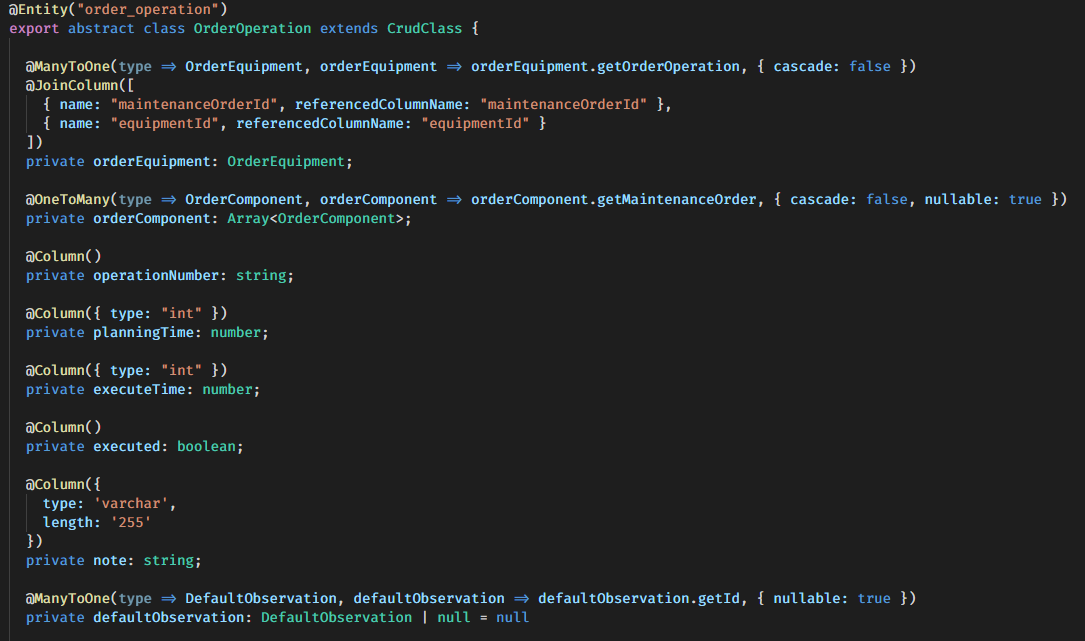 @Entity("order_operation")
export abstract class OrderOperation extends CrudClass {
@ManyToOne(type => OrderEquipment, orderEquipment => orderEquipment.getOrderOperation, { cascade: false })
@JoinColumn([
{ name: "maintenanceOrderId", referencedColumnName: "maintenanceOrderId" },
{ name: "equipmentId", referencedColumnName: "equipmentId" }
])
private orderEquipment: OrderEquipment;
@OneToMany(type => OrderComponent, orderComponent => orderComponent.getMaintenanceOrder, { cascade: false, nullable: true })
private orderComponent: Array<OrderComponent>;
@Column()
private operationNumber: string;
@Column({ type: "int" })
private planningTime: number;
@Column({ type: "int" })
private executeTime: number;
@Column()
private executed: boolean;
@Column({
type: 'varchar',
length: '255'
})
private note: string;
@ManyToOne(type => DefaultObservation, defaultObservation => defaultObservation.getId, { nullable: true })
private defaultObservation: DefaultObservation | null = null